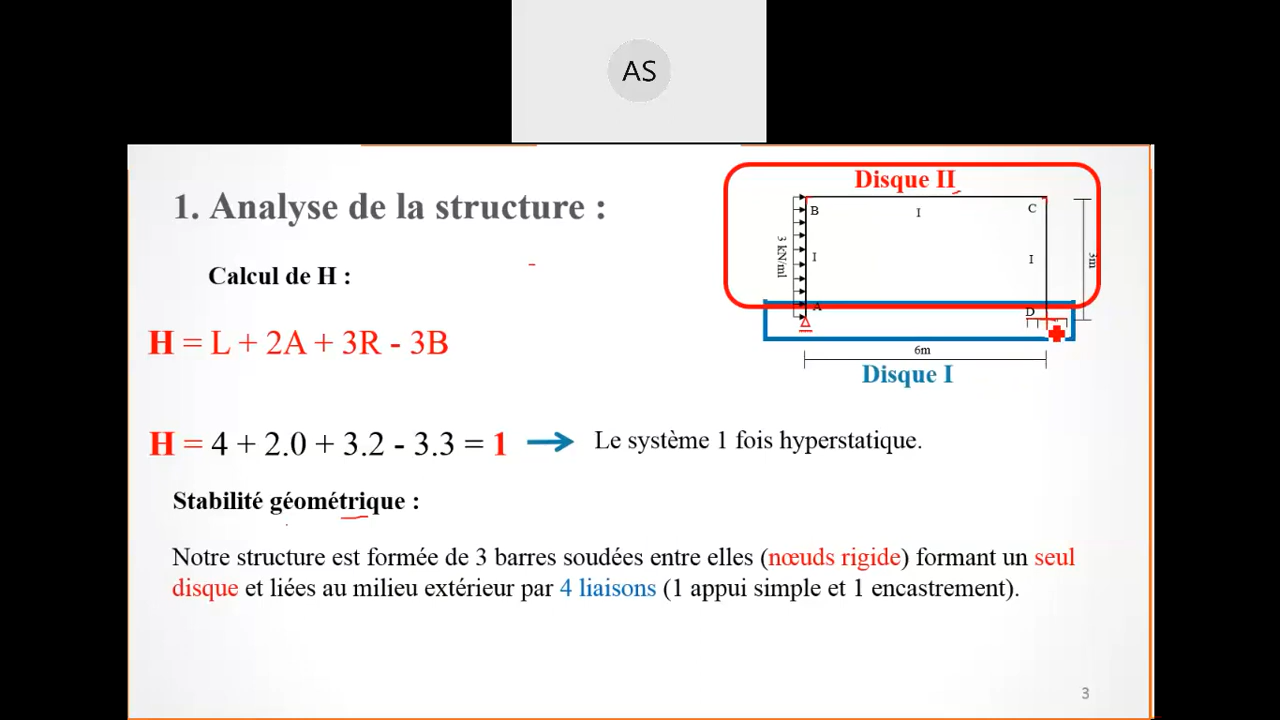 AS
1. Analyse de la structure :
Calcul de H :
H = L + 2A + 3R - 3B
H = 4 + 2.0 + 3.2 - 3.3 = 1
Le système 1 fois hyperstatique.
Stabilité géométrique :
Notre structure est formée de 3 barres soudées entre elles (nœuds rigide) formant un seul
disque et liées au milieu extérieur par 4 liaisons (1 appui simple et 1 encastrement).
Disque II
B
I
C
3 kN/ml
I
I
3m
A
D
6m
Disque I
3